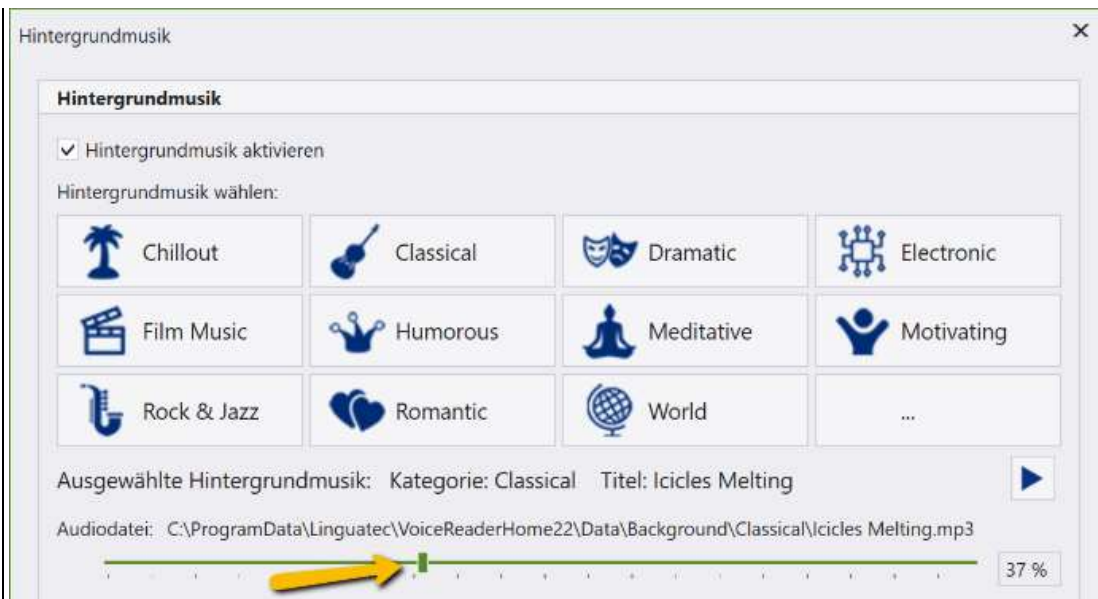 Hintergrundmusik
Hintergrundmusik
Hintergrundmusik aktivieren
Hintergrundmusik wählen:
Chillout Classical Dramatic Electronic
Film Music Humorous Meditative Motivating
Rock & Jazz Romantic World ...
Ausgewählte Hintergrundmusik: Kategorie: Classical Titel: Icicles Melting
Audiodatei: C:\ProgramData\Linguatec\VoiceReaderHome22\Data\Background\Classical\Icicles Melting.mp3
37 %